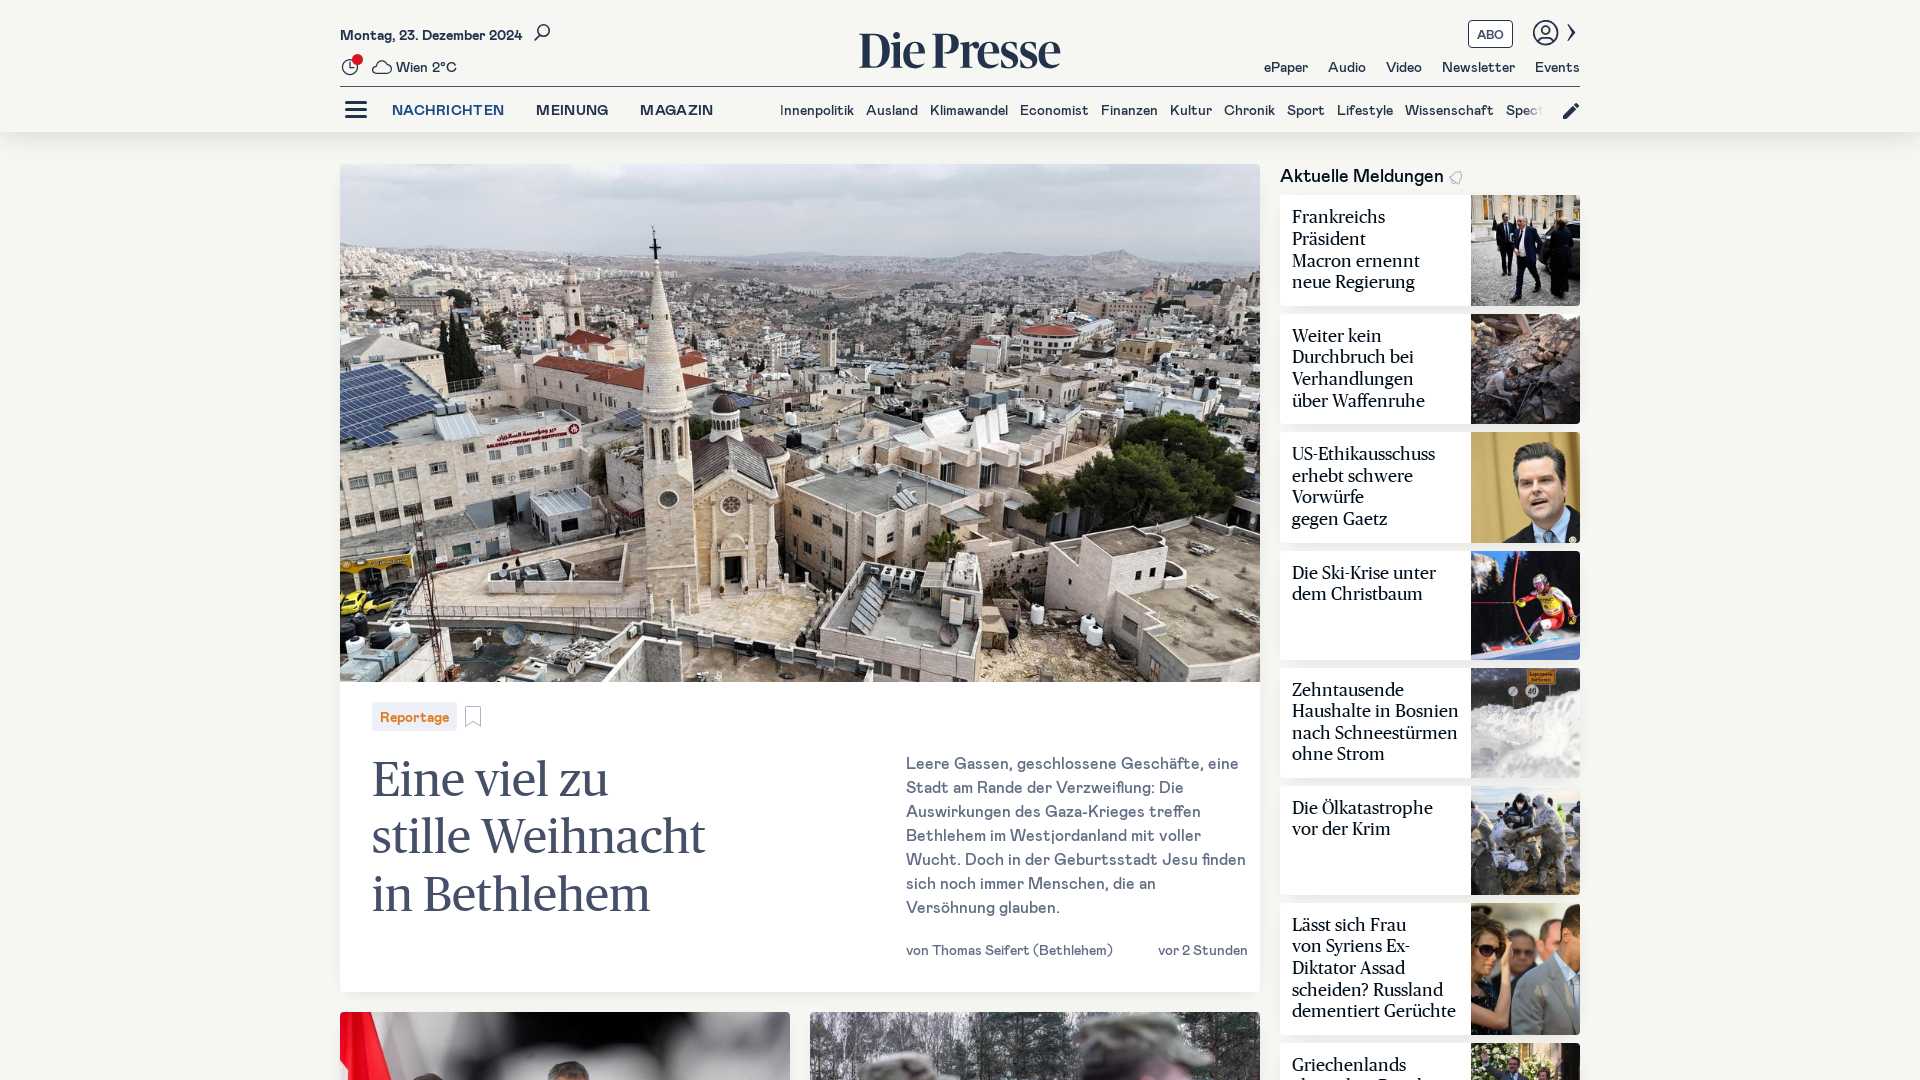 Montag, 23. Dezember 2024
Wien 2°C
Die Presse
ABO
ePaper Audio Video Newsletter Events
NACHRICHTEN MEINUNG MAGAZIN
Innenpolitik Ausland Klimawandel Economist Finanzen Kultur Chronik Sport Lifestyle Wissenschaft Spect
Reportage
Eine viel zu
stille Weihnacht
in Bethlehem
Leere Gassen, geschlossene Geschäfte, eine
Stadt am Rande der Verzweiflung: Die
Auswirkungen des Gaza-Krieges treffen
Bethlehem im Westjordanland mit voller
Wucht. Doch in der Geburtsstadt Jesu finden
sich noch immer Menschen, die an
Versöhnung glauben.
von Thomas Seifert (Bethlehem) vor 2 Stunden
Aktuelle Meldungen
Frankreichs
Präsident
Macron ernennt
neue Regierung
Weiter kein
Durchbruch bei
Verhandlungen
über Waffenruhe
US-Ethikausschuss
erhebt schwere
Vorwürfe
gegen Gaetz
Die Ski-Krise unter
dem Christbaum
Zehntausende
Haushalte in Bosnien
nach Schneestürmen
ohne Strom
Die Ölkatastrophe
vor der Krim
Lässt sich Frau
von Syriens Ex-
Diktator Assad
scheiden? Russland
dementiert Gerüchte
Griechenlands